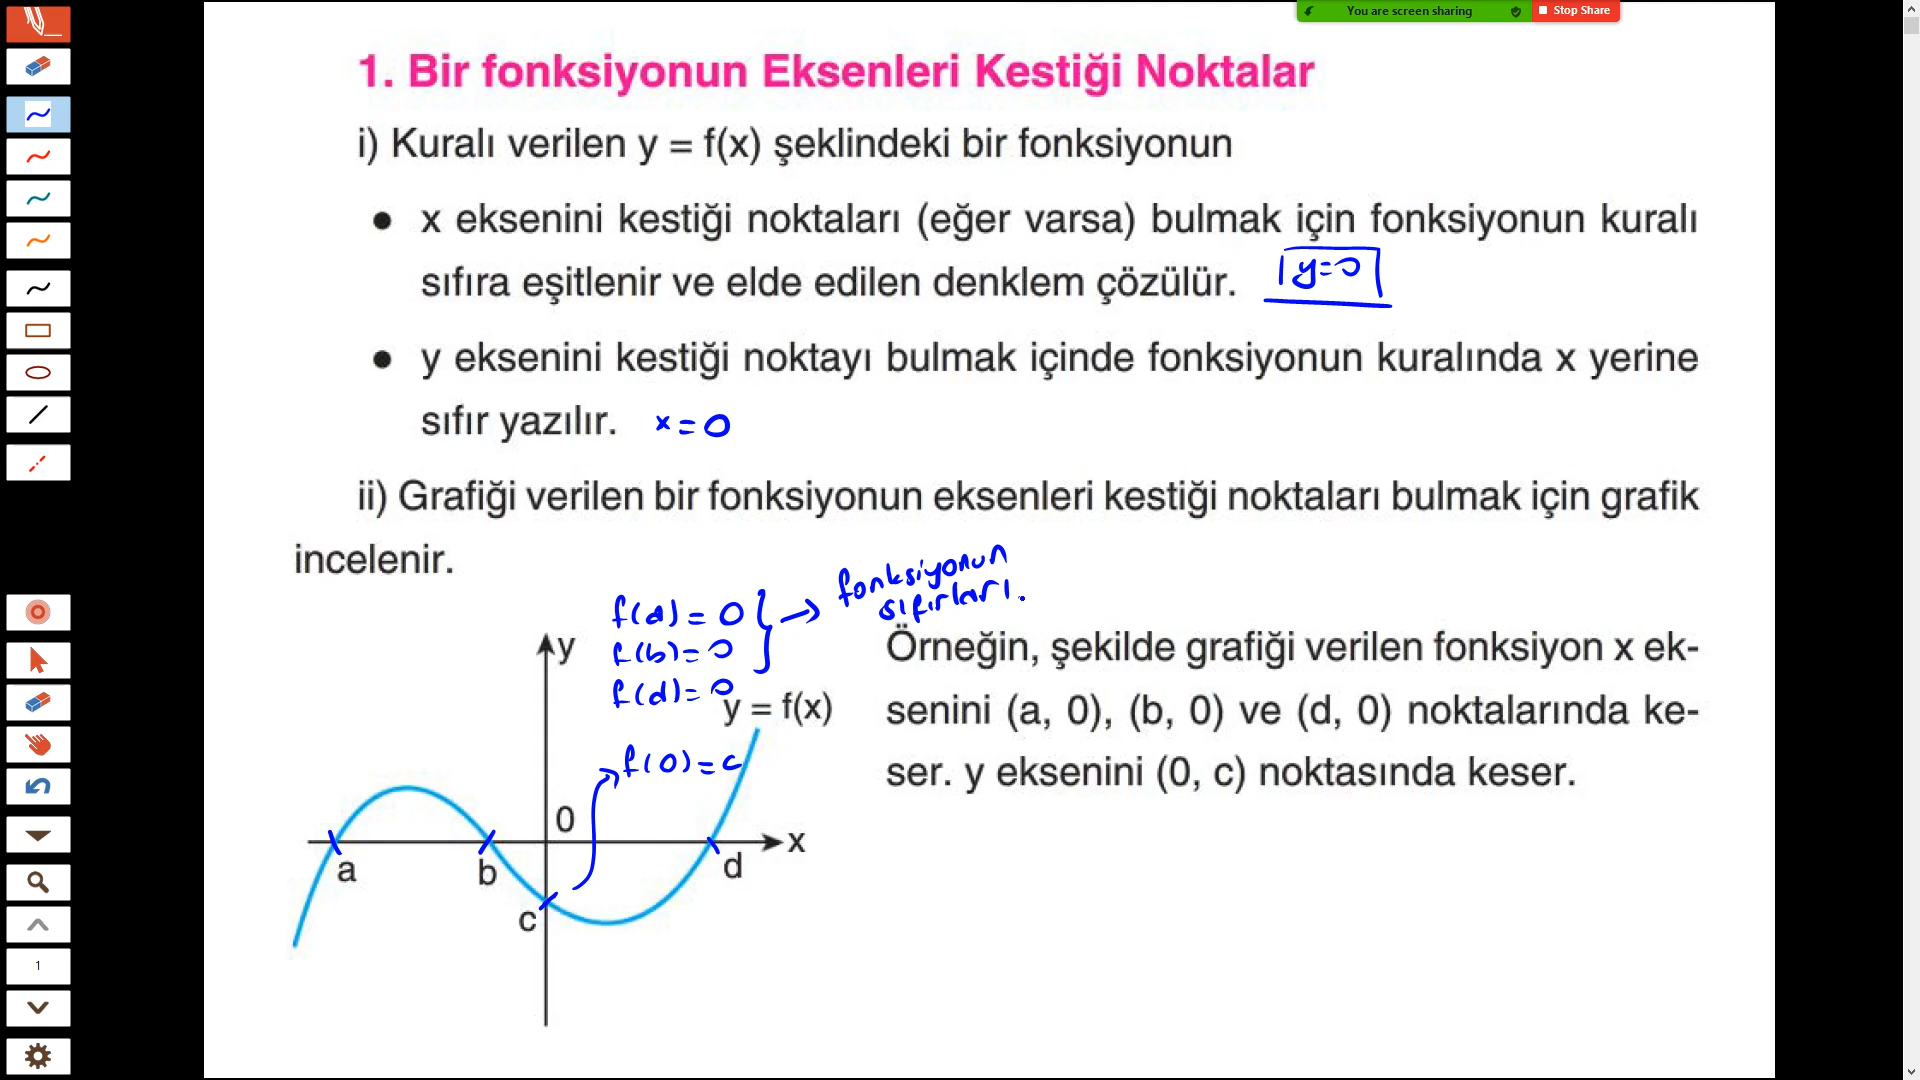 You are screen sharing
Stop Share
1. Bir fonksiyonun Eksenleri Kestiği Noktalar
i) Kuralı verilen y = f(x) şeklindeki bir fonksiyonun
● x eksenini kestiği noktaları (eğer varsa) bulmak için fonksiyonun kuralı
sıfıra eşitlenir ve elde edilen denklem çözülür. y=0
● y eksenini kestiği noktayı bulmak içinde fonksiyonun kuralında x yerine
sıfır yazılır. x=0
ii) Grafiği verilen bir fonksiyonun eksenleri kestiği noktaları bulmak için grafik
incelenir.
f(a)=0 → fonksiyonun
sıfırları.
f(b)=0
f(d)=0
y
y = f(x)
f(0)=c
0
x
a
b
d
c
Örneğin, şekilde grafiği verilen fonksiyon x ek-
senini (a, 0), (b, 0) ve (d, 0) noktalarında ke-
ser. y eksenini (0, c) noktasında keser.
1